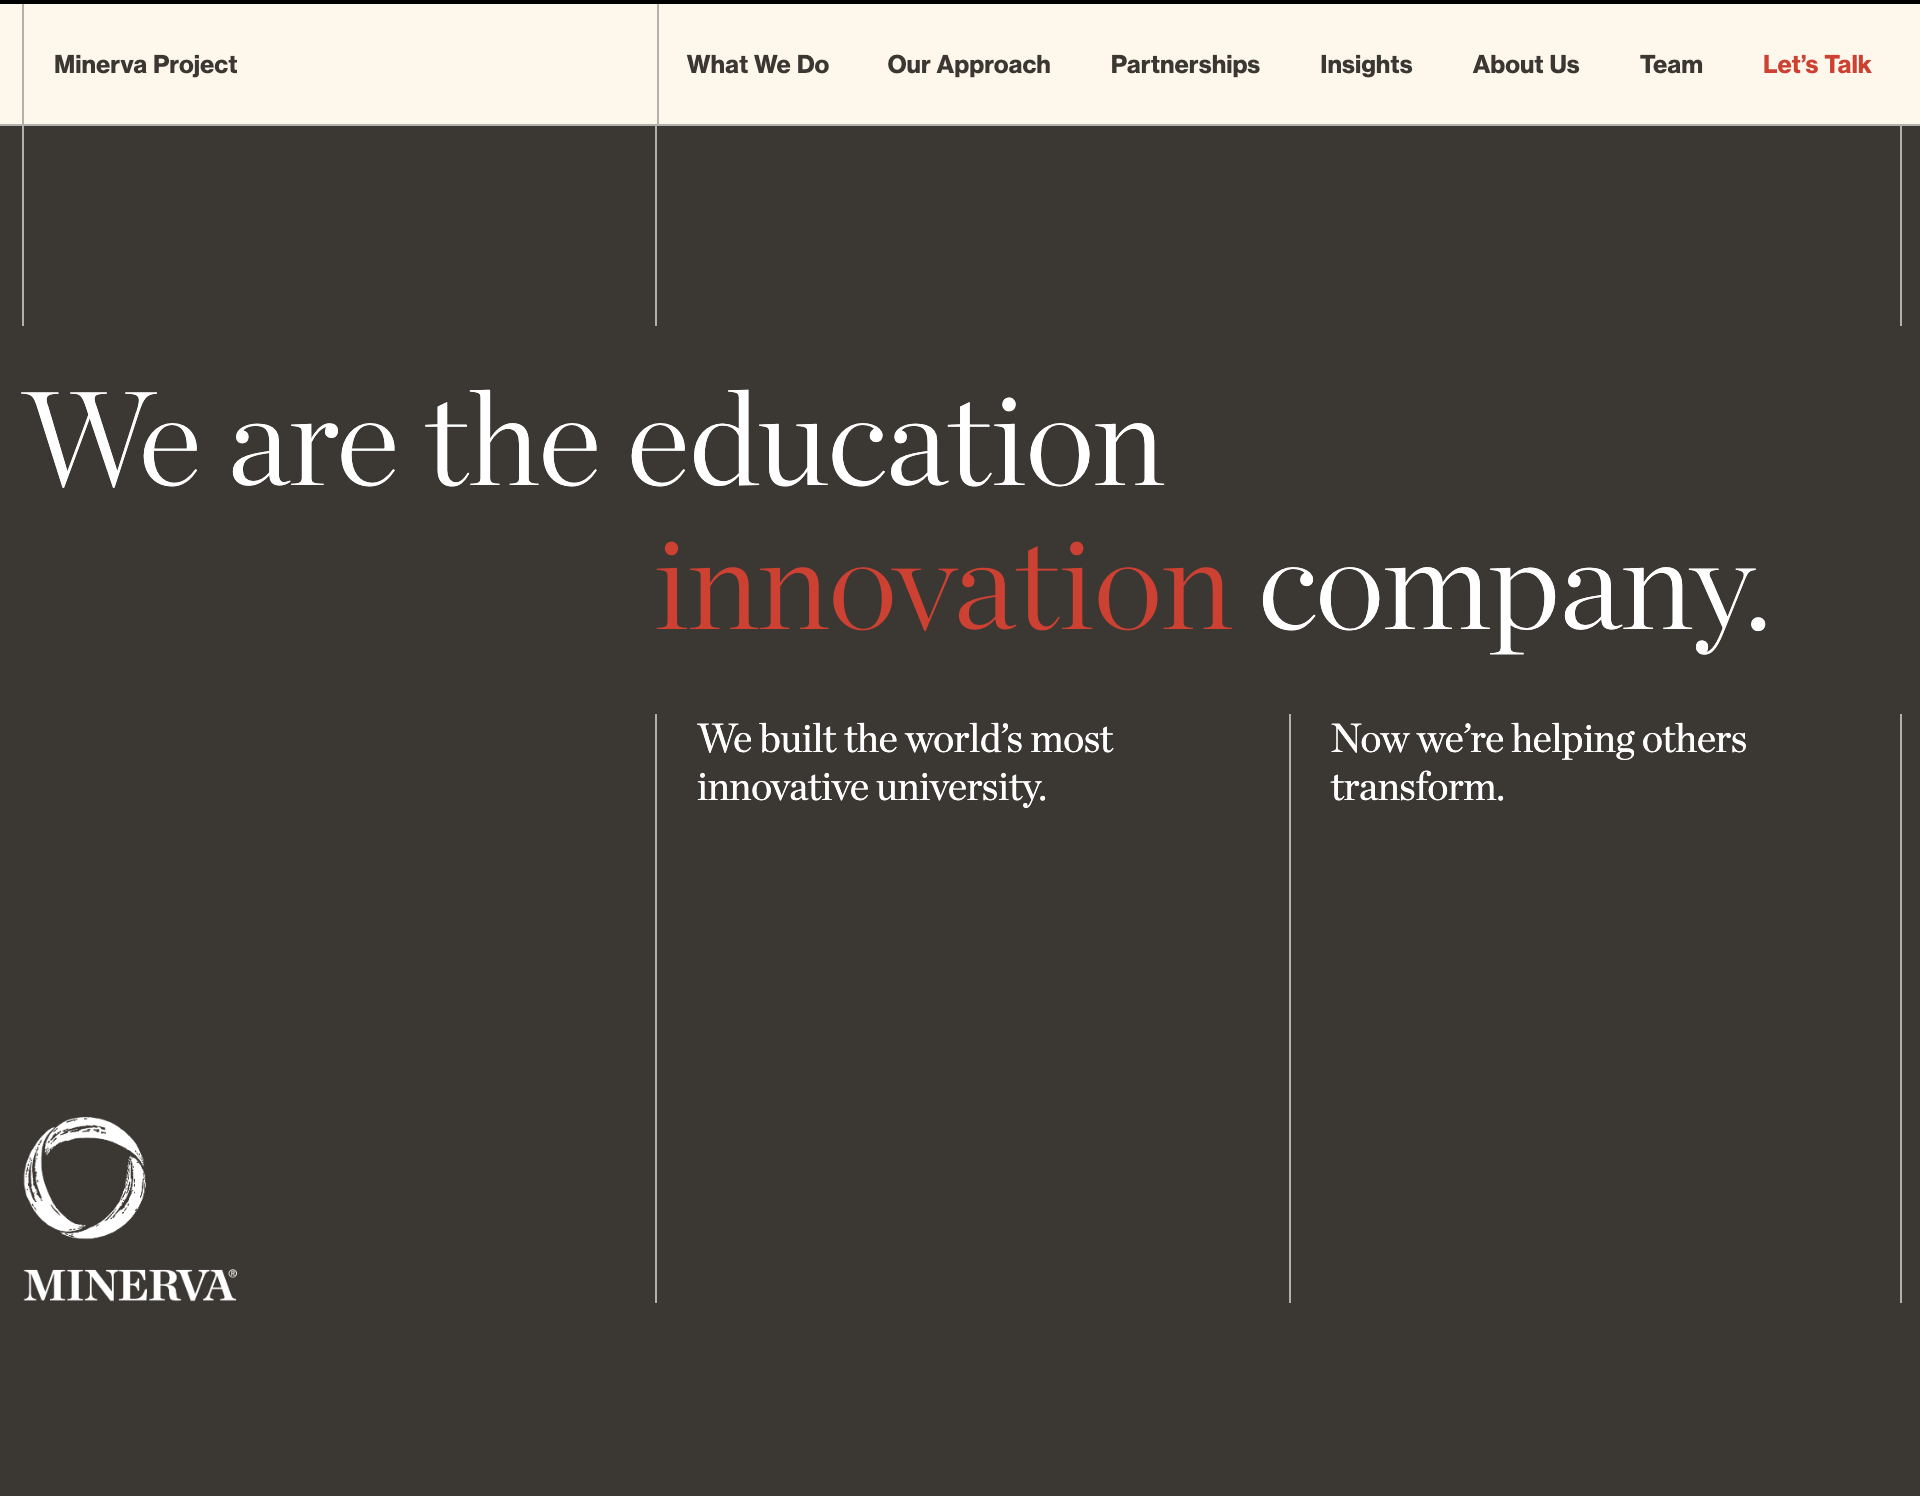 Minerva Project
What We Do Our Approach Partnerships Insights About Us Team Let’s Talk
We are the education
innovation company.
We built the world’s most
innovative university.
Now we’re helping others
transform.
MINERVA®